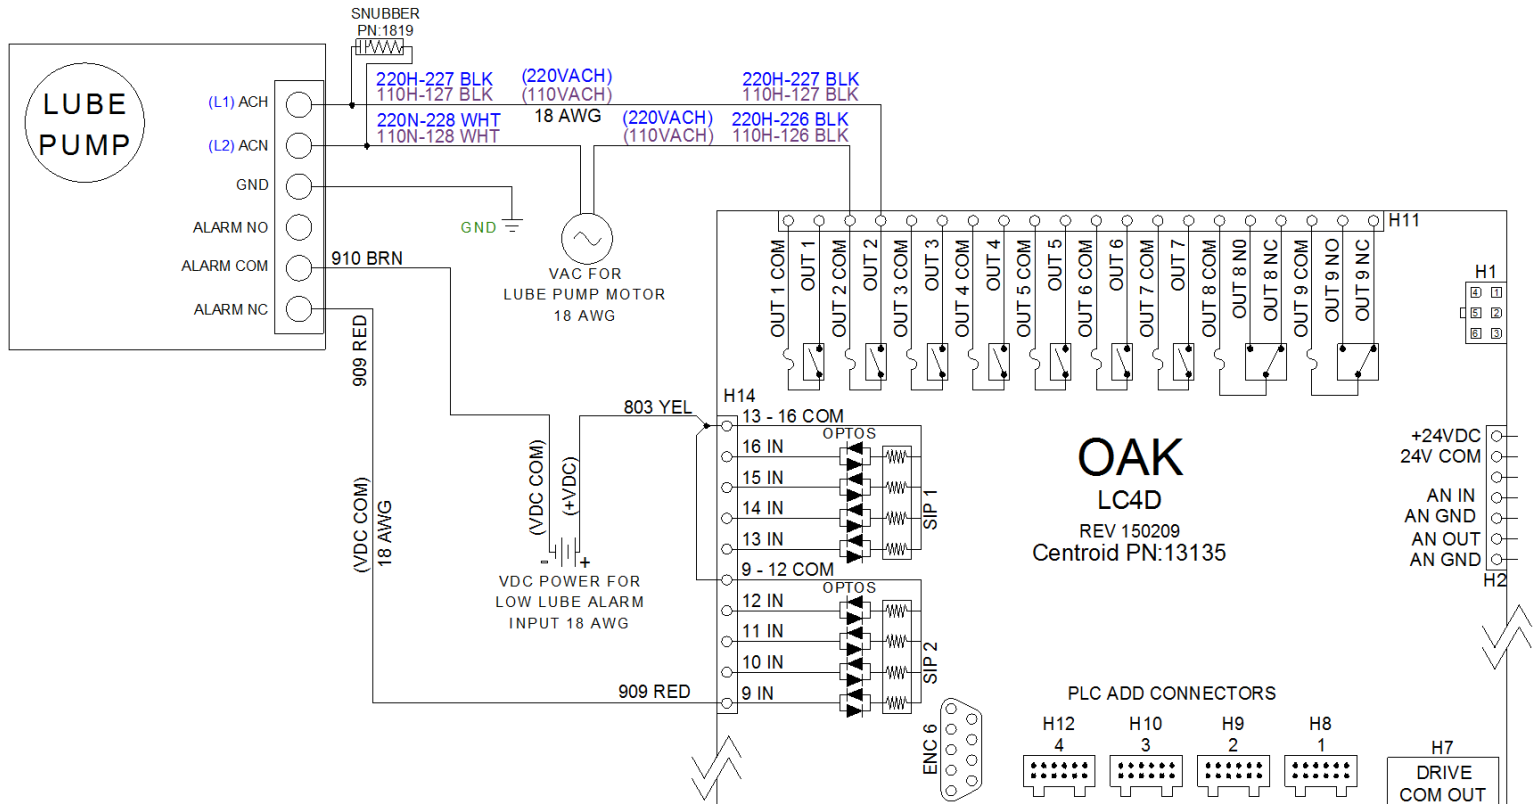 SNUBBER
PN:1819
LUBE
PUMP
(L1) ACH
(L2) ACN
GND
ALARM NO
ALARM COM
ALARM NC
220H-227 BLK
110H-127 BLK
(220VACH)
(110VACH)
18 AWG
220H-227 BLK
110H-127 BLK
220N-228 WHT
110N-128 WHT
(220VACH)
(110VACH)
220H-226 BLK
110H-126 BLK
GND
910 BRN
909 RED
VAC FOR
LUBE PUMP MOTOR
18 AWG
H11
OUT 1 COM
OUT 1
OUT 2 COM
OUT 2
OUT 3 COM
OUT 3
OUT 4 COM
OUT 4
OUT 5 COM
OUT 5
OUT 6 COM
OUT 6
OUT 7 COM
OUT 7
OUT 8 COM
OUT 8 N0
OUT 8 NC
OUT 9 COM
OUT 9 NO
OUT 9 NC
H1
4 1
5 2
6 3
803 YEL
(VDC COM)
(+VDC)
- +
VDC POWER FOR
LOW LUBE ALARM
INPUT 18 AWG
(VDC COM)
18 AWG
909 RED
H14
13 - 16 COM
OPTOS
16 IN
15 IN
14 IN
13 IN
SIP 1
9 - 12 COM
OPTOS
12 IN
11 IN
10 IN
9 IN
SIP 2
OAK
LC4D
REV 150209
Centroid PN:13135
+24VDC
24V COM
AN IN
AN GND
AN OUT
AN GND
H2
ENC 6
PLC ADD CONNECTORS
H12
4
H10
3
H9
2
H8
1
H7
DRIVE
COM OUT